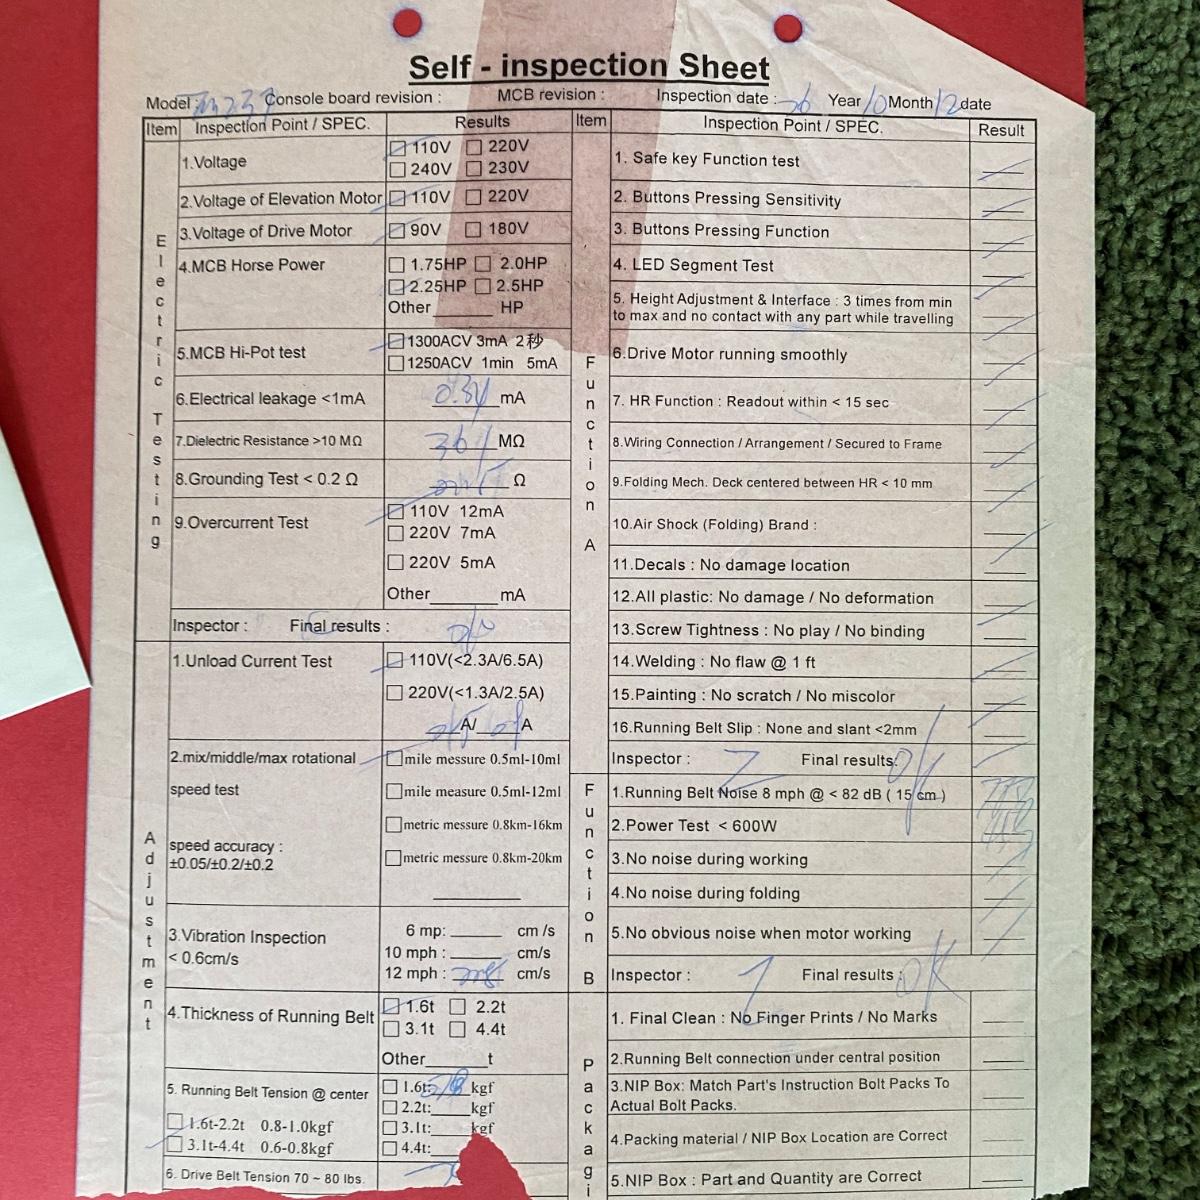 Self - inspection Sheet
Model : Console board revision : MCB revision : Inspection date : 06 Year 10 Month 12 date
Item Inspection Point / SPEC. Results
Electric Testing
1.Voltage
110V 220V
240V 230V
2.Voltage of Elevation Motor 110V 220V
3.Voltage of Drive Motor 90V 180V
4.MCB Horse Power
1.75HP 2.0HP
2.25HP 2.5HP
Other HP
5.MCB Hi-Pot test
1300ACV 3mA 2秒
1250ACV 1min 5mA
6.Electrical leakage <1mA mA
7.Dielectric Resistance >10 MΩ MΩ
8.Grounding Test < 0.2 Ω Ω
9.Overcurrent Test
110V 12mA
220V 7mA
220V 5mA
Other mA
Inspector : Final results :
Adjustment
1.Unload Current Test
110V(<2.3A/6.5A)
220V(<1.3A/2.5A)
A/ A
2.mix/middle/max rotational
speed test
speed accuracy :
±0.05/±0.2/±0.2
mile messure 0.5ml-10ml
mile measure 0.5ml-12ml
metric messure 0.8km-16km
metric messure 0.8km-20km
3.Vibration Inspection
< 0.6cm/s
6 mp: cm /s
10 mph : cm/s
12 mph : cm/s
4.Thickness of Running Belt
1.6t 2.2t
3.1t 4.4t
Other t
5. Running Belt Tension @ center
1.6t-2.2t 0.8-1.0kgf
3.1t-4.4t 0.6-0.8kgf
1.6t: kgf
2.2t: kgf
3.1t: kgf
4.4t:
6. Drive Belt Tension 70 ~ 80 lbs.
Item Inspection Point / SPEC. Result
Function A
1. Safe key Function test
2. Buttons Pressing Sensitivity
3. Buttons Pressing Function
4. LED Segment Test
5. Height Adjustment & Interface : 3 times from min
to max and no contact with any part while travelling
6.Drive Motor running smoothly
7. HR Function : Readout within < 15 sec
8.Wiring Connection / Arrangement / Secured to Frame
9.Folding Mech. Deck centered between HR < 10 mm
10.Air Shock (Folding) Brand :
11.Decals : No damage location
12.All plastic: No damage / No deformation
13.Screw Tightness : No play / No binding
14.Welding : No flaw @ 1 ft
15.Painting : No scratch / No miscolor
16.Running Belt Slip : None and slant <2mm
Inspector : Final results: OK
Function B
1.Running Belt Noise 8 mph @ < 82 dB ( 15 cm )
2.Power Test < 600W
3.No noise during working
4.No noise during folding
5.No obvious noise when motor working
Inspector : Final results : OK
Packagi
1. Final Clean : No Finger Prints / No Marks
2.Running Belt connection under central position
3.NIP Box: Match Part's Instruction Bolt Packs To
Actual Bolt Packs.
4.Packing material / NIP Box Location are Correct
5.NIP Box : Part and Quantity are Correct